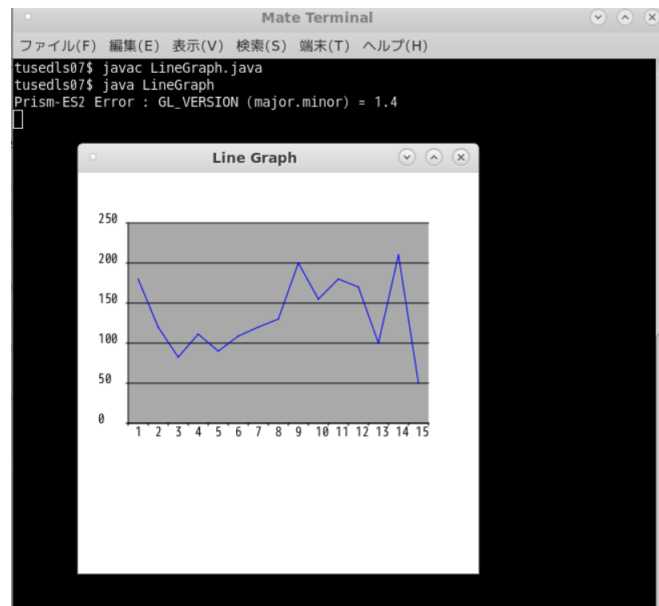 Mate Terminal
ファイル(F) 編集(E) 表示(V) 検索(S) 端末(T) ヘルプ(H)
tusedls07$ javac LineGraph.java
tusedls07$ java LineGraph
Prism-ES2 Error : GL_VERSION (major.minor) = 1.4
Line Graph
250
200
150
100
50
0
1 2 3 4 5 6 7 8 9 10 11 12 13 14 15